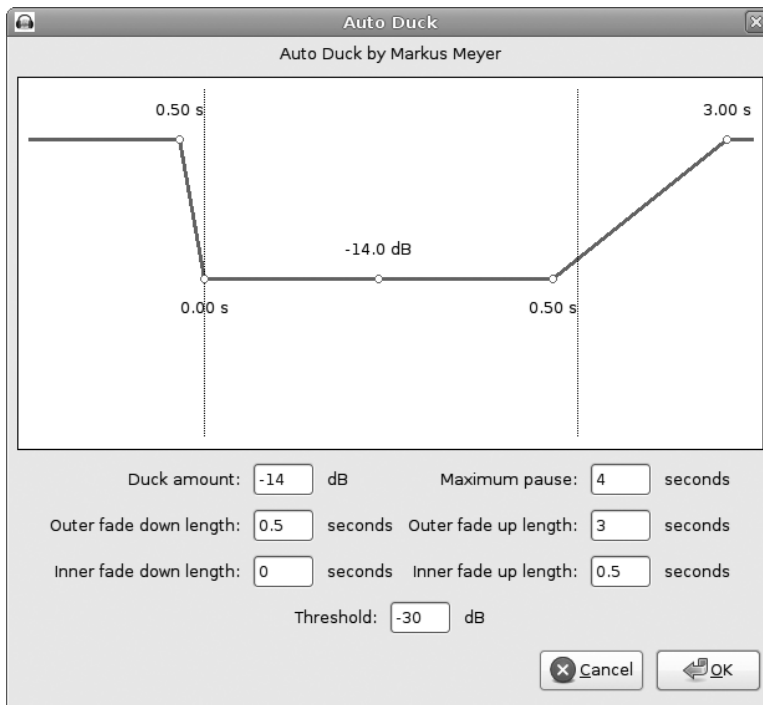 Auto Duck
Auto Duck by Markus Meyer
0.50 s
3.00 s
-14.0 dB
0.00 s
0.50 s
Duck amount: -14 dB Maximum pause: 4 seconds
Outer fade down length: 0.5 seconds Outer fade up length: 3 seconds
Inner fade down length: 0 seconds Inner fade up length: 0.5 seconds
Threshold: -30 dB
Cancel OK